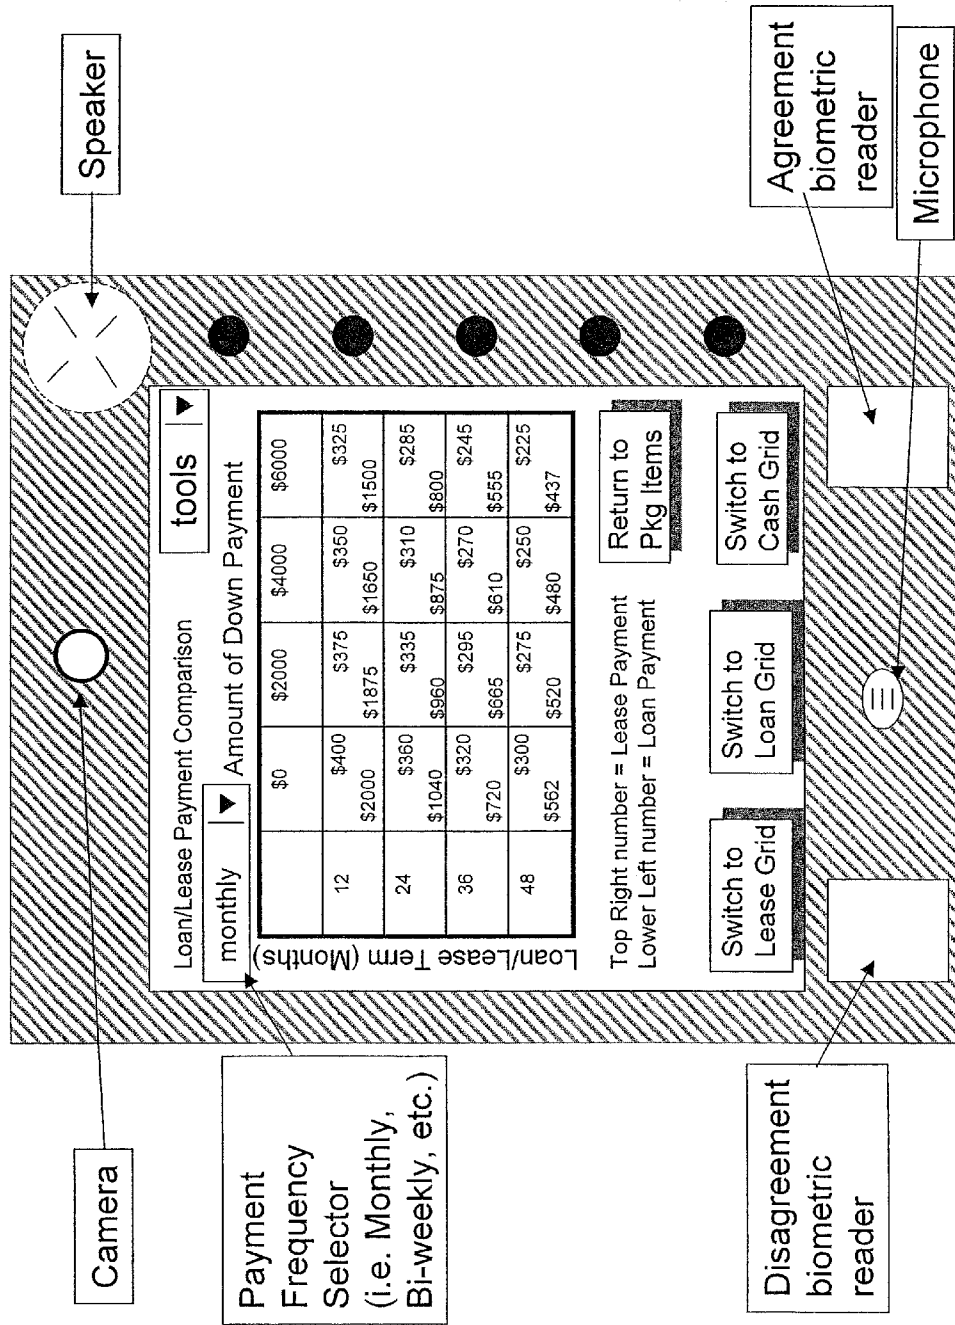 Camera
Speaker
Payment
Frequency
Selector
(i.e. Monthly,
Bi-weekly, etc.)
Loan/Lease Payment Comparison
tools
monthly
Amount of Down Payment
Loan/Lease Term (Months)
$0 $2000 $4000 $6000
12 $400 $375 $350 $325
$2000 $1875 $1650 $1500
24 $360 $335 $310 $285
$1040 $960 $875 $800
36 $320 $295 $270 $245
$720 $665 $610 $555
48 $300 $275 $250 $225
$562 $520 $480 $437
Top Right number = Lease Payment
Lower Left number = Loan Payment
Return to
Pkg Items
Switch to
Lease Grid
Switch to
Loan Grid
Switch to
Cash Grid
Disagreement
biometric
reader
Agreement
biometric
reader
Microphone